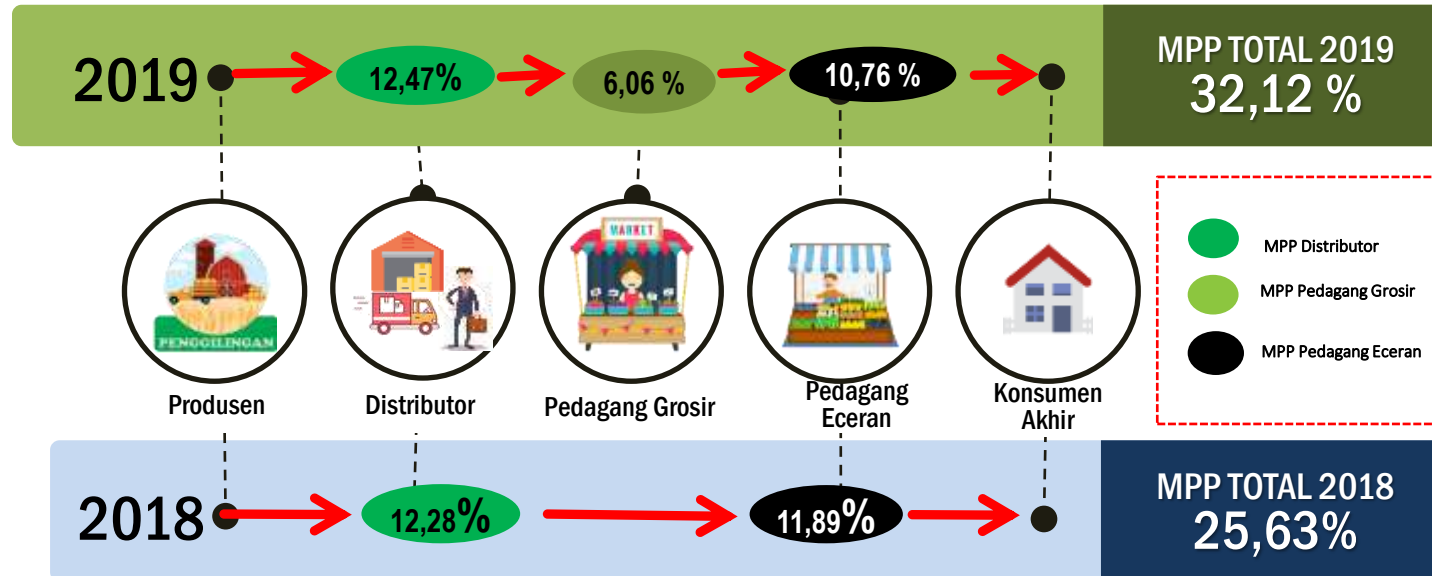 2019
12,47%
6,06 %
10,76 %
MPP TOTAL 2019
32,12 %
MARKET
PENGGILINGAN
MPP Distributor
MPP Pedagang Grosir
MPP Pedagang Eceran
Produsen
Distributor
Pedagang Grosir
Pedagang
Eceran
Konsumen
Akhir
2018
12,28%
11,89%
MPP TOTAL 2018
25,63%